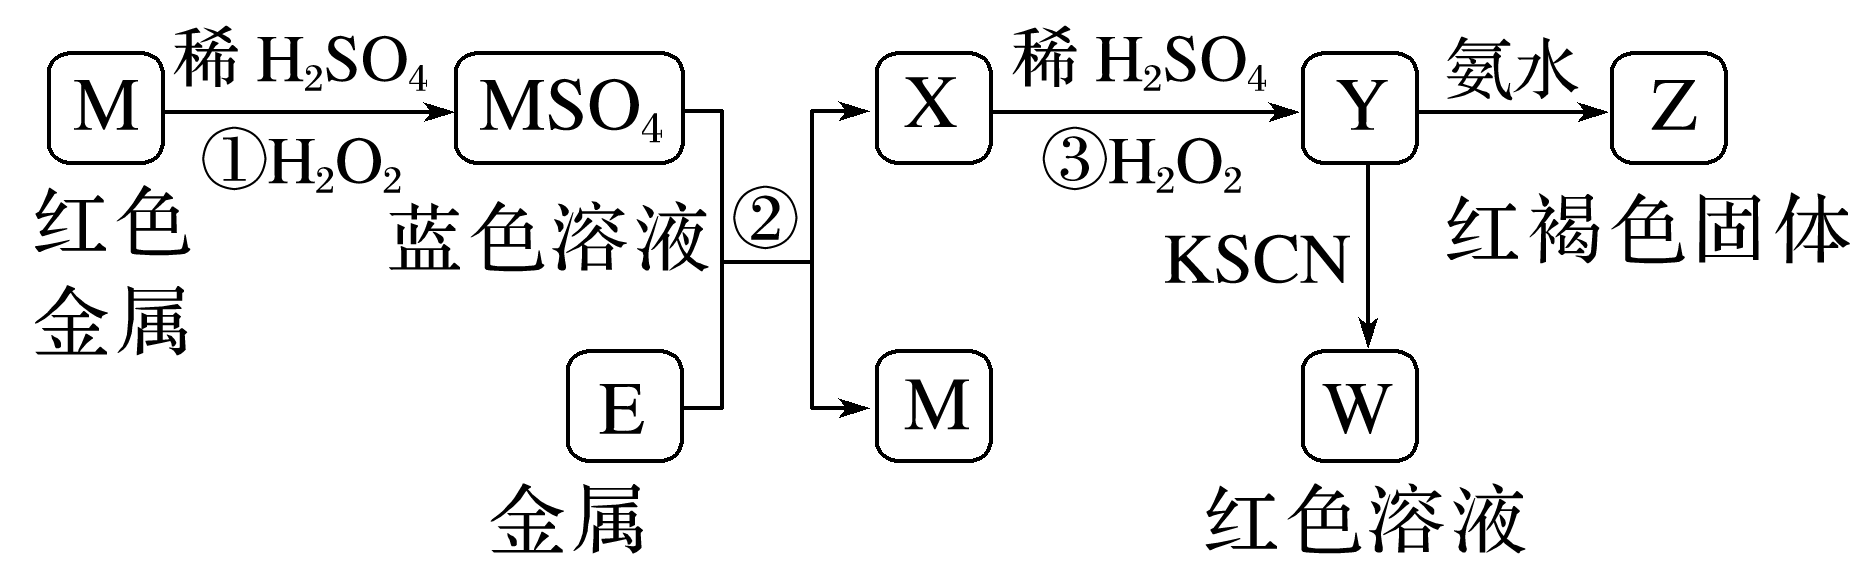 M
稀 H₂SO₄
①H₂O₂
MSO₄
X
稀 H₂SO₄
③H₂O₂
Y
氨水
Z
红色
金属
蓝色溶液
②
KSCN
红褐色固体
E
M
W
金属
红色溶液